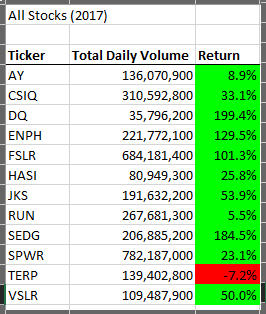 All Stocks (2017)
Ticker Total Daily Volume Return
AY 136,070,900 8.9%
CSIQ 310,592,800 33.1%
DQ 35,796,200 199.4%
ENPH 221,772,100 129.5%
FSLR 684,181,400 101.3%
HASI 80,949,300 25.8%
JKS 191,632,200 53.9%
RUN 267,681,300 5.5%
SEDG 206,885,200 184.5%
SPWR 782,187,000 23.1%
TERP 139,402,800 -7.2%
VSLR 109,487,900 50.0%